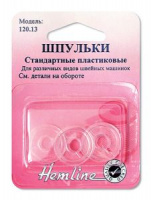 Модель:
120.13
ШПУЛЬКИ
Стандартные пластиковые
Для различных видов швейных машинок
См. детали на обороте
Hemline